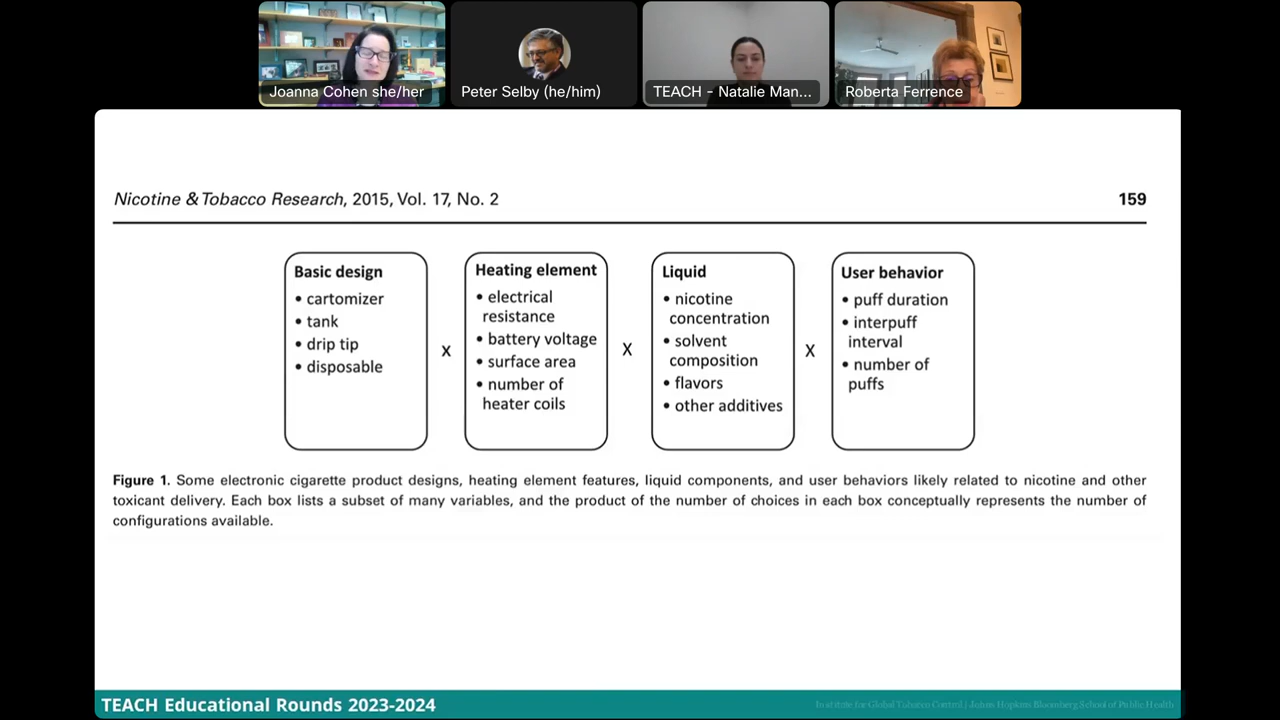 Joanna Cohen she/her
Peter Selby (he/him)
TEACH - Natalie Man...
Roberta Ferrence
Nicotine & Tobacco Research, 2015, Vol. 17, No. 2
159
Basic design
• cartomizer
• tank
• drip tip
• disposable
x
Heating element
• electrical
resistance
• battery voltage
• surface area
• number of
heater coils
X
Liquid
• nicotine
concentration
• solvent
composition
• flavors
• other additives
X
User behavior
• puff duration
• interpuff
interval
• number of
puffs
Figure 1. Some electronic cigarette product designs, heating element features, liquid components, and user behaviors likely related to nicotine and other
toxicant delivery. Each box lists a subset of many variables, and the product of the number of choices in each box conceptually represents the number of
configurations available.
TEACH Educational Rounds 2023-2024
Institute for Global Tobacco Control | Johns Hopkins Bloomberg School of Public Health